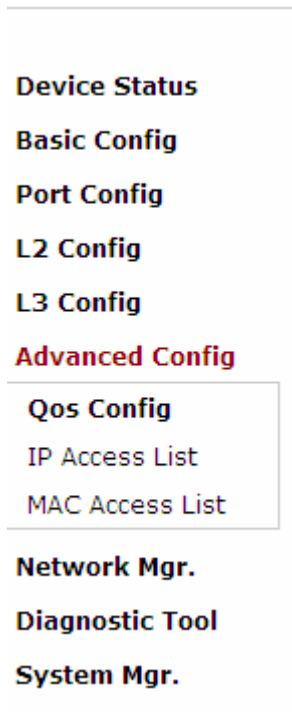 Device Status
Basic Config
Port Config
L2 Config
L3 Config
Advanced Config
Qos Config
IP Access List
MAC Access List
Network Mgr.
Diagnostic Tool
System Mgr.